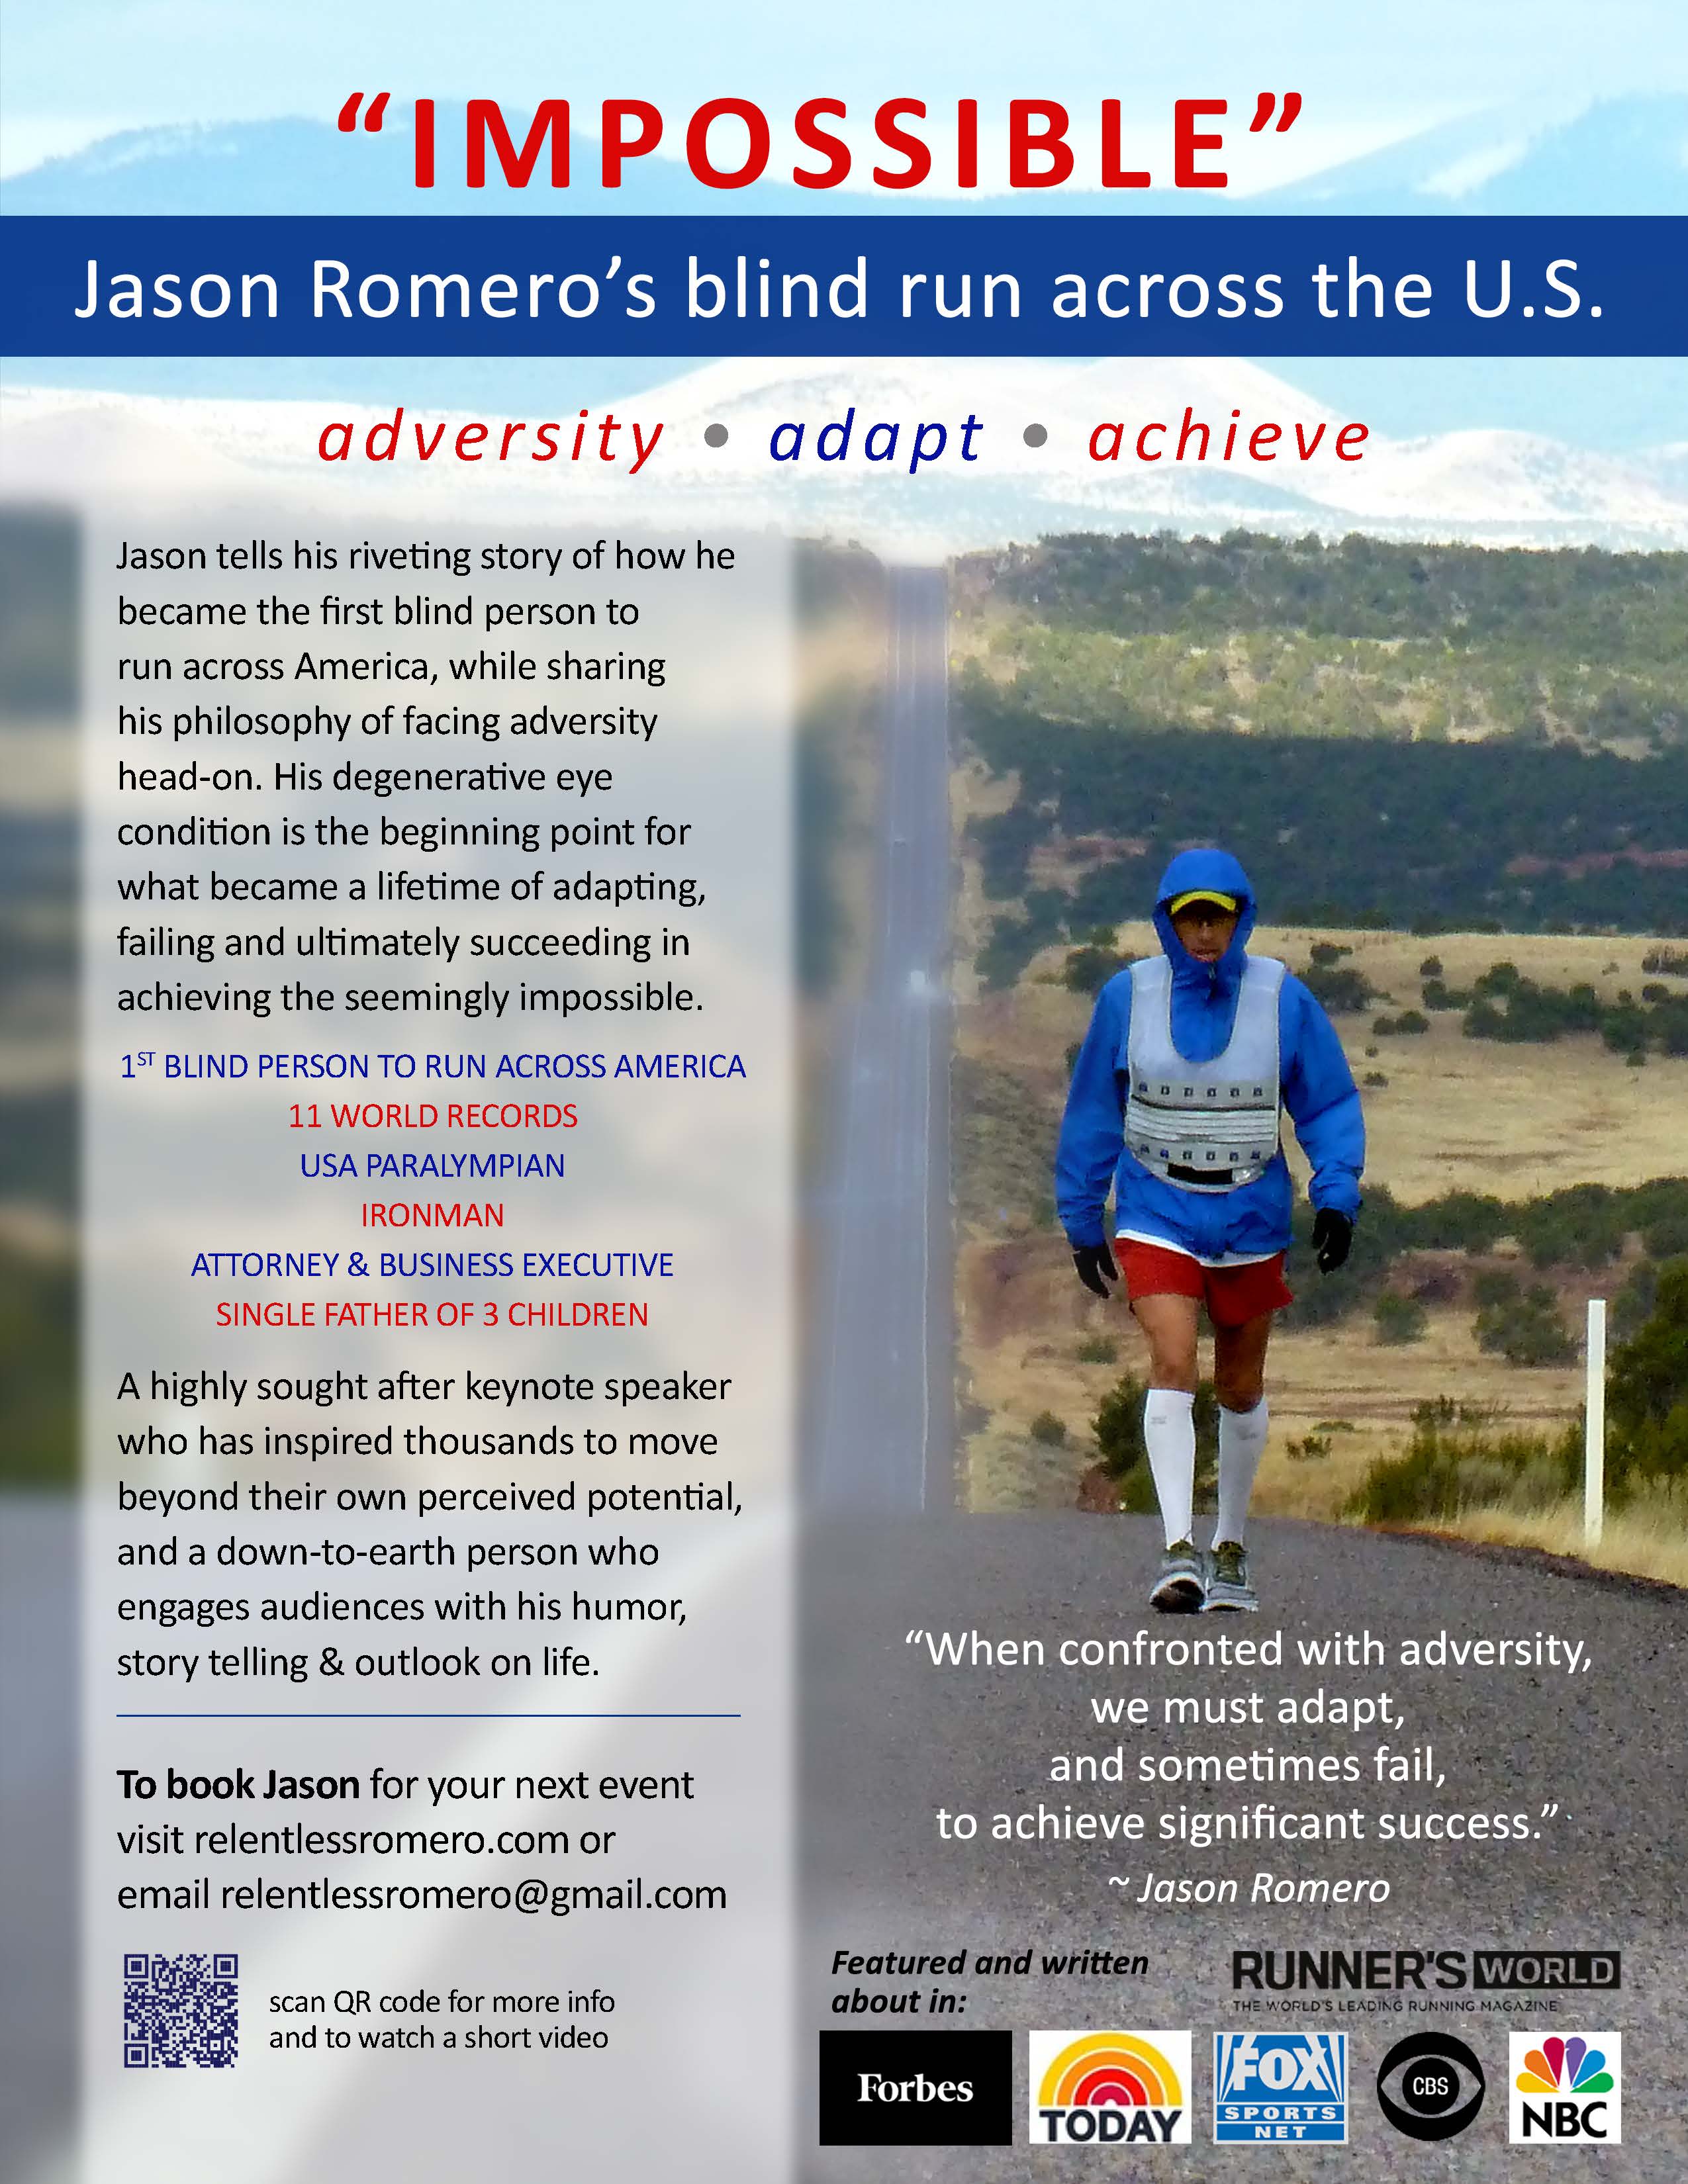 “IMPOSSIBLE”
Jason Romero’s blind run across the U.S.
adversity • adapt • achieve
Jason tells his riveting story of how he
became the first blind person to
run across America, while sharing
his philosophy of facing adversity
head-on. His degenerative eye
condition is the beginning point for
what became a lifetime of adapting,
failing and ultimately succeeding in
achieving the seemingly impossible.
1ST BLIND PERSON TO RUN ACROSS AMERICA
11 WORLD RECORDS
USA PARALYMPIAN
IRONMAN
ATTORNEY & BUSINESS EXECUTIVE
SINGLE FATHER OF 3 CHILDREN
A highly sought after keynote speaker
who has inspired thousands to move
beyond their own perceived potential,
and a down-to-earth person who
engages audiences with his humor,
story telling & outlook on life.
To book Jason for your next event
visit relentlessromero.com or
email relentlessromero@gmail.com
scan QR code for more info
and to watch a short video
“When confronted with adversity,
we must adapt,
and sometimes fail,
to achieve significant success.”
~ Jason Romero
Featured and written
about in:
RUNNER'S WORLD
THE WORLD'S LEADING RUNNING MAGAZINE
Forbes
TODAY
FOX
SPORTS
NET
CBS
NBC